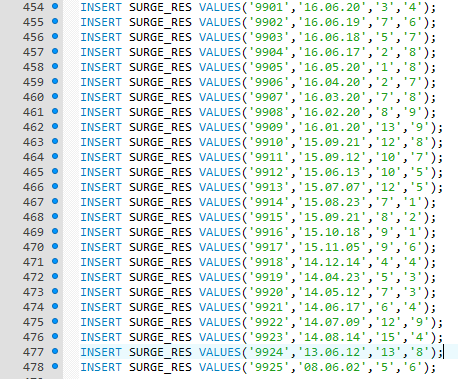 454 INSERT SURGE_RES VALUES('9901','16.06.20','3','4');
455 INSERT SURGE_RES VALUES('9902','16.06.19','7','6');
456 INSERT SURGE_RES VALUES('9903','16.06.18','5','7');
457 INSERT SURGE_RES VALUES('9904','16.06.17','2','8');
458 INSERT SURGE_RES VALUES('9905','16.05.20','1','8');
459 INSERT SURGE_RES VALUES('9906','16.04.20','2','7');
460 INSERT SURGE_RES VALUES('9907','16.03.20','7','8');
461 INSERT SURGE_RES VALUES('9908','16.02.20','8','9');
462 INSERT SURGE_RES VALUES('9909','16.01.20','13','9');
463 INSERT SURGE_RES VALUES('9910','15.09.21','12','8');
464 INSERT SURGE_RES VALUES('9911','15.09.12','10','7');
465 INSERT SURGE_RES VALUES('9912','15.06.13','10','5');
466 INSERT SURGE_RES VALUES('9913','15.07.07','12','5');
467 INSERT SURGE_RES VALUES('9914','15.08.23','7','1');
468 INSERT SURGE_RES VALUES('9915','15.09.21','8','2');
469 INSERT SURGE_RES VALUES('9916','15.10.18','9','1');
470 INSERT SURGE_RES VALUES('9917','15.11.05','9','6');
471 INSERT SURGE_RES VALUES('9918','14.12.14','4','4');
472 INSERT SURGE_RES VALUES('9919','14.04.23','5','3');
473 INSERT SURGE_RES VALUES('9920','14.05.12','7','3');
474 INSERT SURGE_RES VALUES('9921','14.06.17','6','4');
475 INSERT SURGE_RES VALUES('9922','14.07.09','12','9');
476 INSERT SURGE_RES VALUES('9923','14.08.14','15','4');
477 INSERT SURGE_RES VALUES('9924','13.06.12','13','8');
478 INSERT SURGE_RES VALUES('9925','08.06.02','5','6');